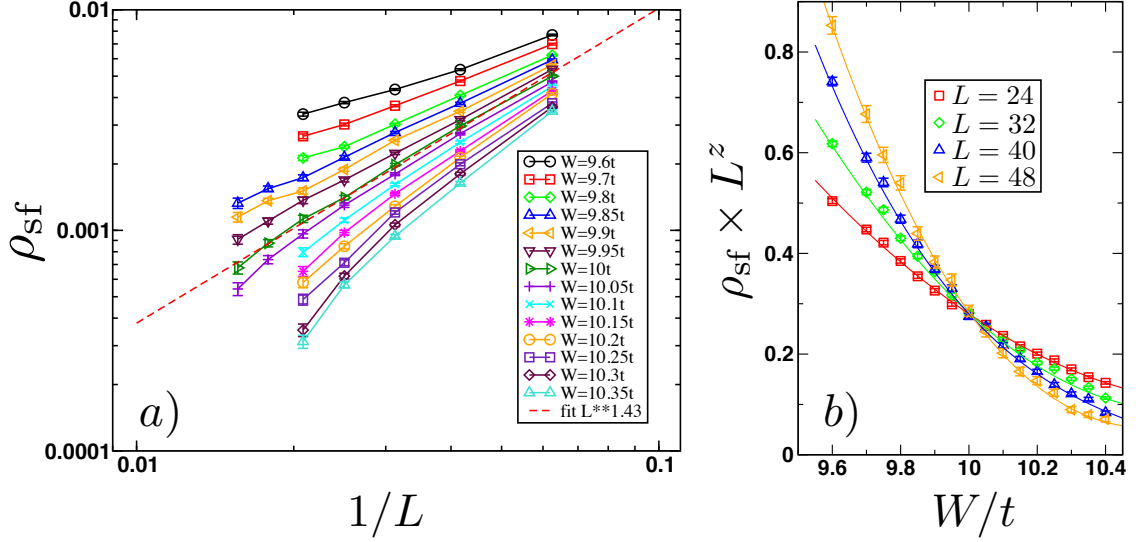 0.01
0.001
0.0001
ρsf
0.01
0.1
1/L
a)
W=9.6t
W=9.7t
W=9.8t
W=9.85t
W=9.9t
W=9.95t
W=10t
W=10.05t
W=10.1t
W=10.15t
W=10.2t
W=10.25t
W=10.3t
W=10.35t
fit L**1.43
0.8
0.6
0.4
0.2
0
ρsf × L^z
9.6
9.8
10
10.2
10.4
W/t
b)
L = 24
L = 32
L = 40
L = 48